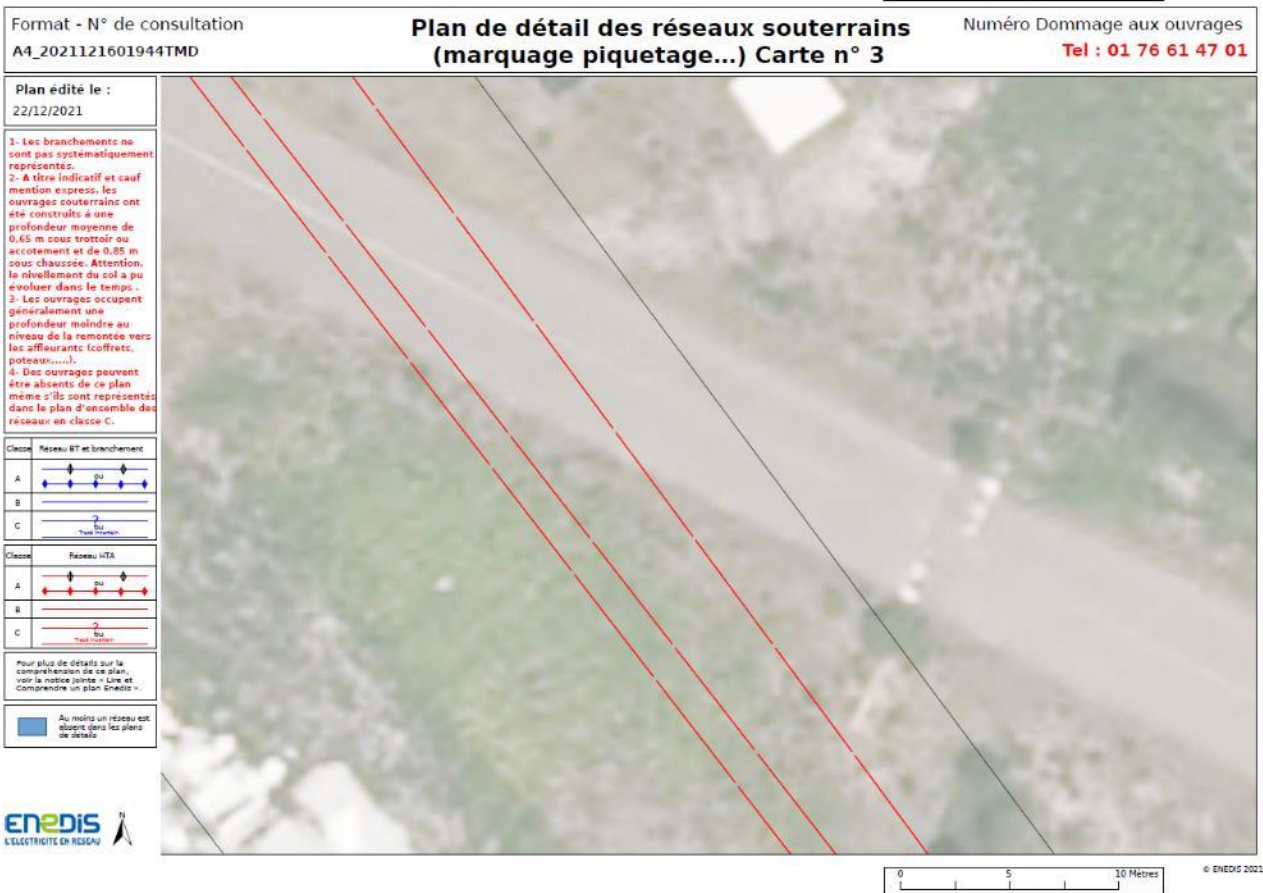 Format - N° de consultation
A4_2021121601944TMD
Plan de détail des réseaux souterrains
(marquage piquetage...) Carte n° 3
Numéro Dommage aux ouvrages
Tel : 01 76 61 47 01
Plan édité le :
22/12/2021
1- Les branchements ne
sont pas systématiquement
représentés.
2- A titre indicatif et sauf
mention express, les
ouvrages souterrains ont
été construits à une
profondeur moyenne de
0,65 m sous trottoir ou
accotement et de 0,85 m
sous chaussée. Attention,
le nivellement du sol a pu
évoluer dans le temps .
3- Les ouvrages occupent
généralement une
profondeur moindre au
niveau de la remontée vers
les affleurants (coffrets,
poteaux,....).
4- Des ouvrages peuvent
être absents de ce plan
même s'ils sont représentés
dans le plan d'ensemble des
réseaux en classe C.
Classe Réseau BT et branchement
A ou
B
C ? ou
Tracé incertain
Classe Réseau HTA
A ou
B
C ? ou
Tracé incertain
Pour plus de détails sur la
compréhension de ce plan,
voir la notice jointe « Lire et
Comprendre un plan Enedis ».
Au moins un réseau est
absent dans les plans
de détails
ENEDIS
L'ELECTRICITE EN RESEAU
N
0 5 10 Mètres
© ENEDIS 2021